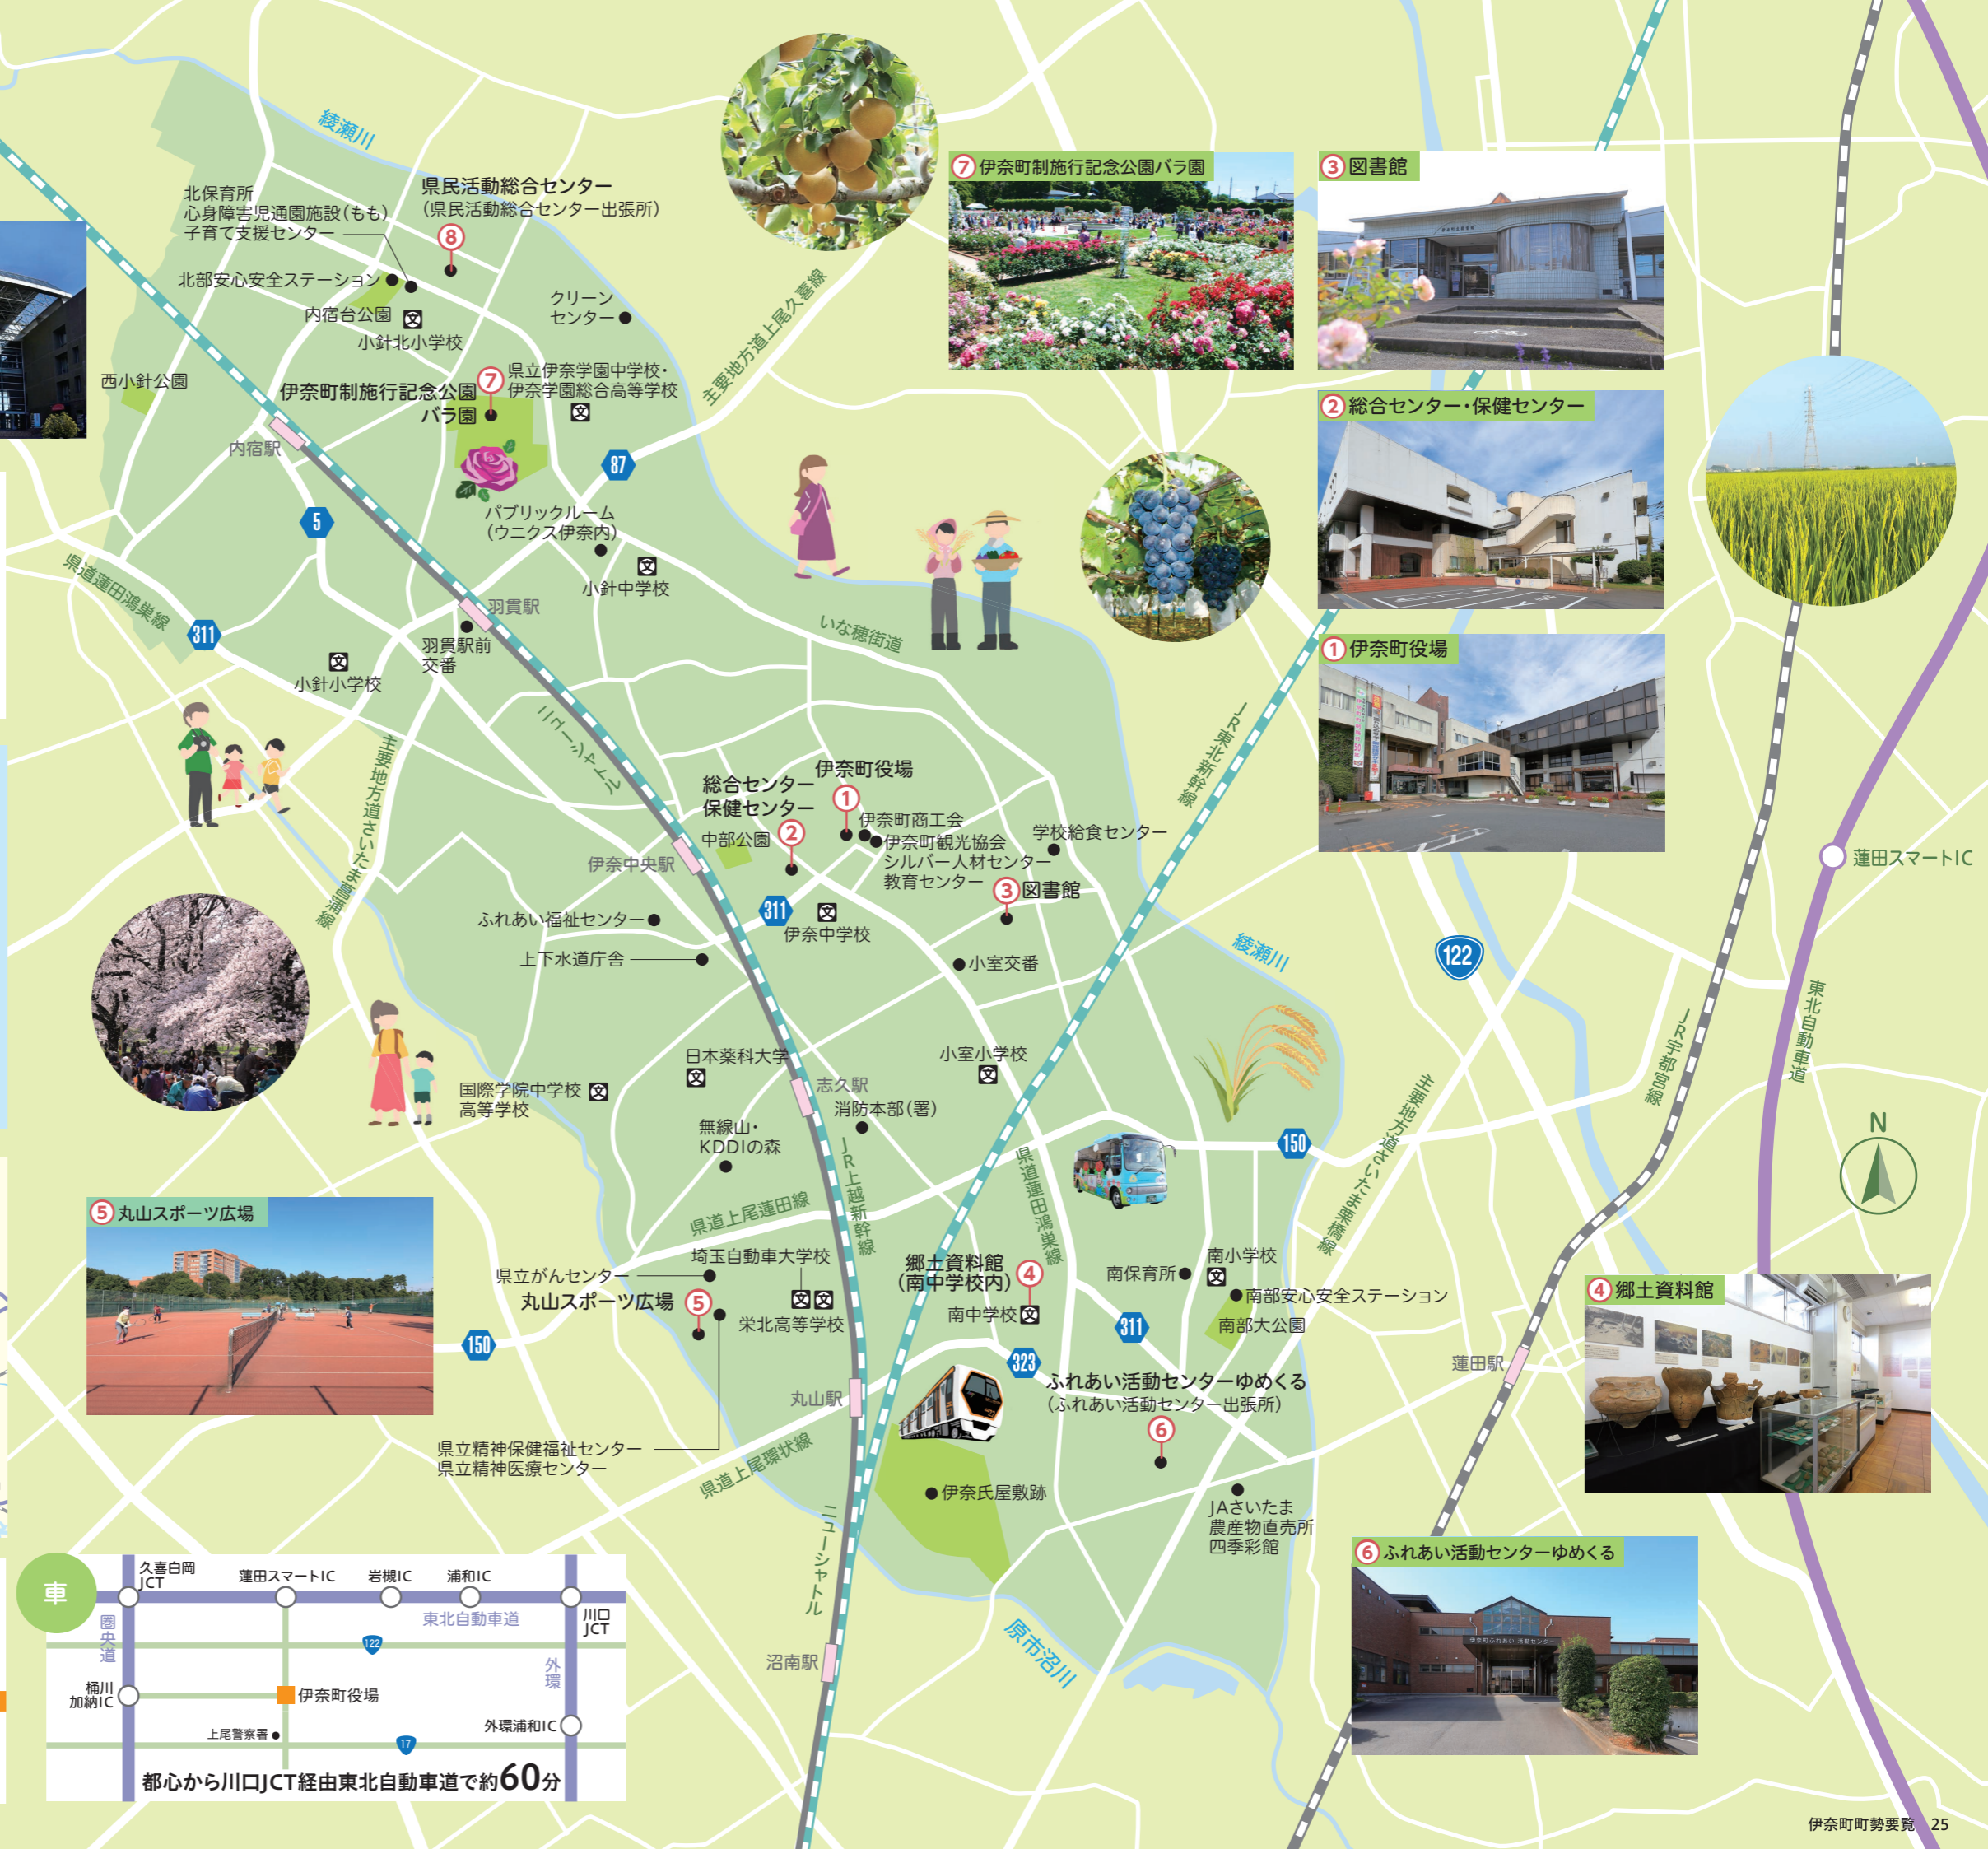 綾瀬川
北保育所
心身障害児通園施設(もも)
子育て支援センター
県民活動総合センター
(県民活動総合センター出張所)
⑧
北部安心安全ステーション
内宿台公園
小針北小学校
クリーン
センター
主要地方道上尾久喜線
西小針公園
伊奈町制施行記念公園
バラ園
⑦
県立伊奈学園中学校・
伊奈学園総合高等学校
内宿駅
87
5
パブリックルーム
(ウニクス伊奈内)
小針中学校
県道蓮田鴻巣線
311
羽貫駅
羽貫駅前
交番
小針小学校
いな穂街道
ニューシャトル
主要地方道さいたま菖蒲線
JR東北新幹線
総合センター
保健センター
②
伊奈町役場
①
中部公園
伊奈町商工会
伊奈町観光協会
シルバー人材センター
教育センター
学校給食センター
③図書館
伊奈中央駅
311
伊奈中学校
ふれあい福祉センター
上下水道庁舎
小室交番
綾瀬川
122
蓮田スマートIC
東北自動車道
JR宇都宮線
日本薬科大学
志久駅
消防本部(署)
小室小学校
国際学院中学校
高等学校
無線山・
KDDIの森
JR上越新幹線
県道上尾蓮田線
県道蓮田鴻巣線
150
主要地方道さいたま栗橋線
N
埼玉自動車大学校
県立がんセンター
丸山スポーツ広場
⑤
栄北高等学校
150
郷土資料館
(南中学校内)
④
南中学校
南保育所
南小学校
南部安心安全ステーション
南部大公園
311
323
蓮田駅
丸山駅
ふれあい活動センターゆめくる
(ふれあい活動センター出張所)
⑥
県立精神保健福祉センター
県立精神医療センター
県道上尾環状線
伊奈氏屋敷跡
JAさいたま
農産物直売所
四季彩館
ニューシャトル
沼南駅
原市沼川
⑦伊奈町制施行記念公園バラ園
③図書館
②総合センター・保健センター
①伊奈町役場
⑤丸山スポーツ広場
④郷土資料館
⑥ふれあい活動センターゆめくる
伊奈町ふれあい活動センター
車
久喜白岡
JCT
蓮田スマートIC
岩槻IC
浦和IC
川口
JCT
東北自動車道
圏央道
122
外環
桶川
加納IC
伊奈町役場
上尾警察署
外環浦和IC
17
都心から川口JCT経由東北自動車道で約60分
伊奈町町勢要覧 25